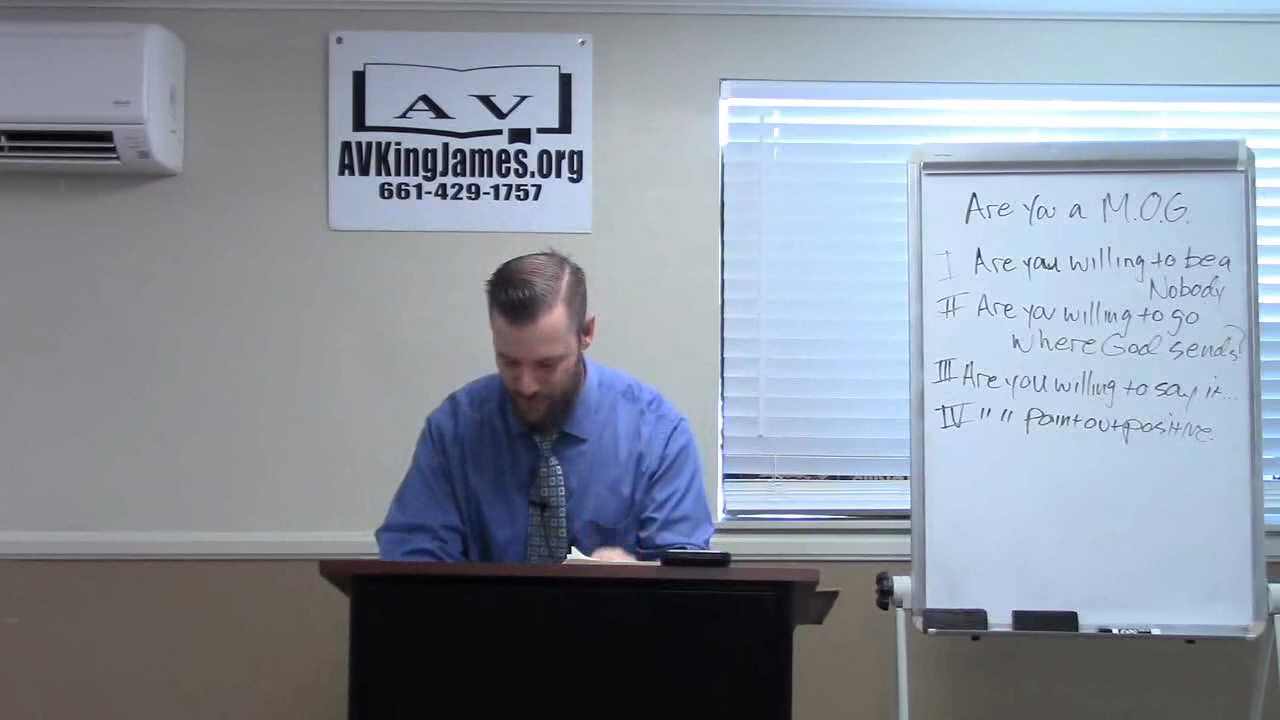 A V
AVKingJames.org
661-429-1757
Are you a M.O.G.
I Are you willing to be a
Nobody
II Are you willing to go
where God sends?
III Are you willing to say it...
IV " " point out positive.